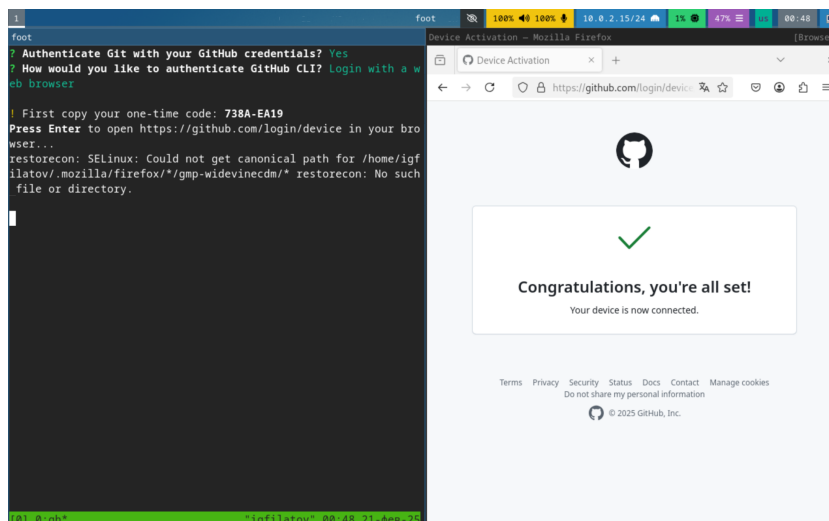 1
foot
100% 100%
10.0.2.15/24
1%
47%
us
00:48
foot
? Authenticate Git with your GitHub credentials? Yes
? How would you like to authenticate GitHub CLI? Login with a w
eb browser
! First copy your one-time code: 738A-EA19
Press Enter to open https://github.com/login/device in your bro
wser...
restorecon: SELinux: Could not get canonical path for /home/igf
ilatov/.mozilla/firefox/*/gmp-widevinecdm/* restorecon: No such
file or directory.
[0] 0:gh* "igfilatov" 00:48 21-фев-25
Device Activation — Mozilla Firefox [Browse
Device Activation
https://github.com/login/device
Congratulations, you're all set!
Your device is now connected.
Terms Privacy Security Status Docs Contact Manage cookies
Do not share my personal information
© 2025 GitHub, Inc.